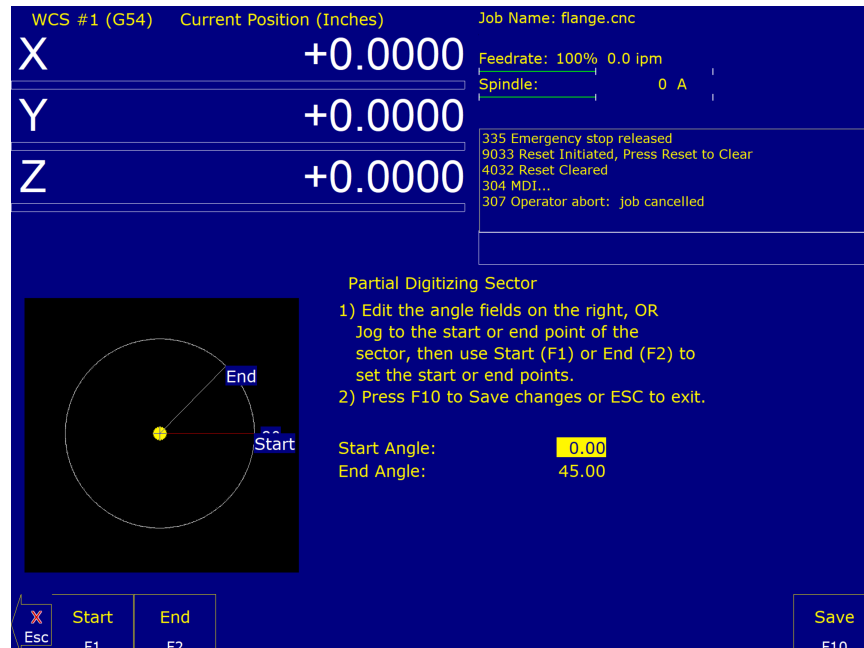 WCS #1 (G54) Current Position (Inches)
X +0.0000
Y +0.0000
Z +0.0000
Job Name: flange.cnc
Feedrate: 100% 0.0 ipm
Spindle: 0 A
335 Emergency stop released
9033 Reset Initiated, Press Reset to Clear
4032 Reset Cleared
304 MDI...
307 Operator abort: job cancelled
Partial Digitizing Sector
1) Edit the angle fields on the right, OR
Jog to the start or end point of the
sector, then use Start (F1) or End (F2) to
set the start or end points.
2) Press F10 to Save changes or ESC to exit.
End
Start
Start Angle: 0.00
End Angle: 45.00
X
Esc
Start
F1
End
F2
Save
F10